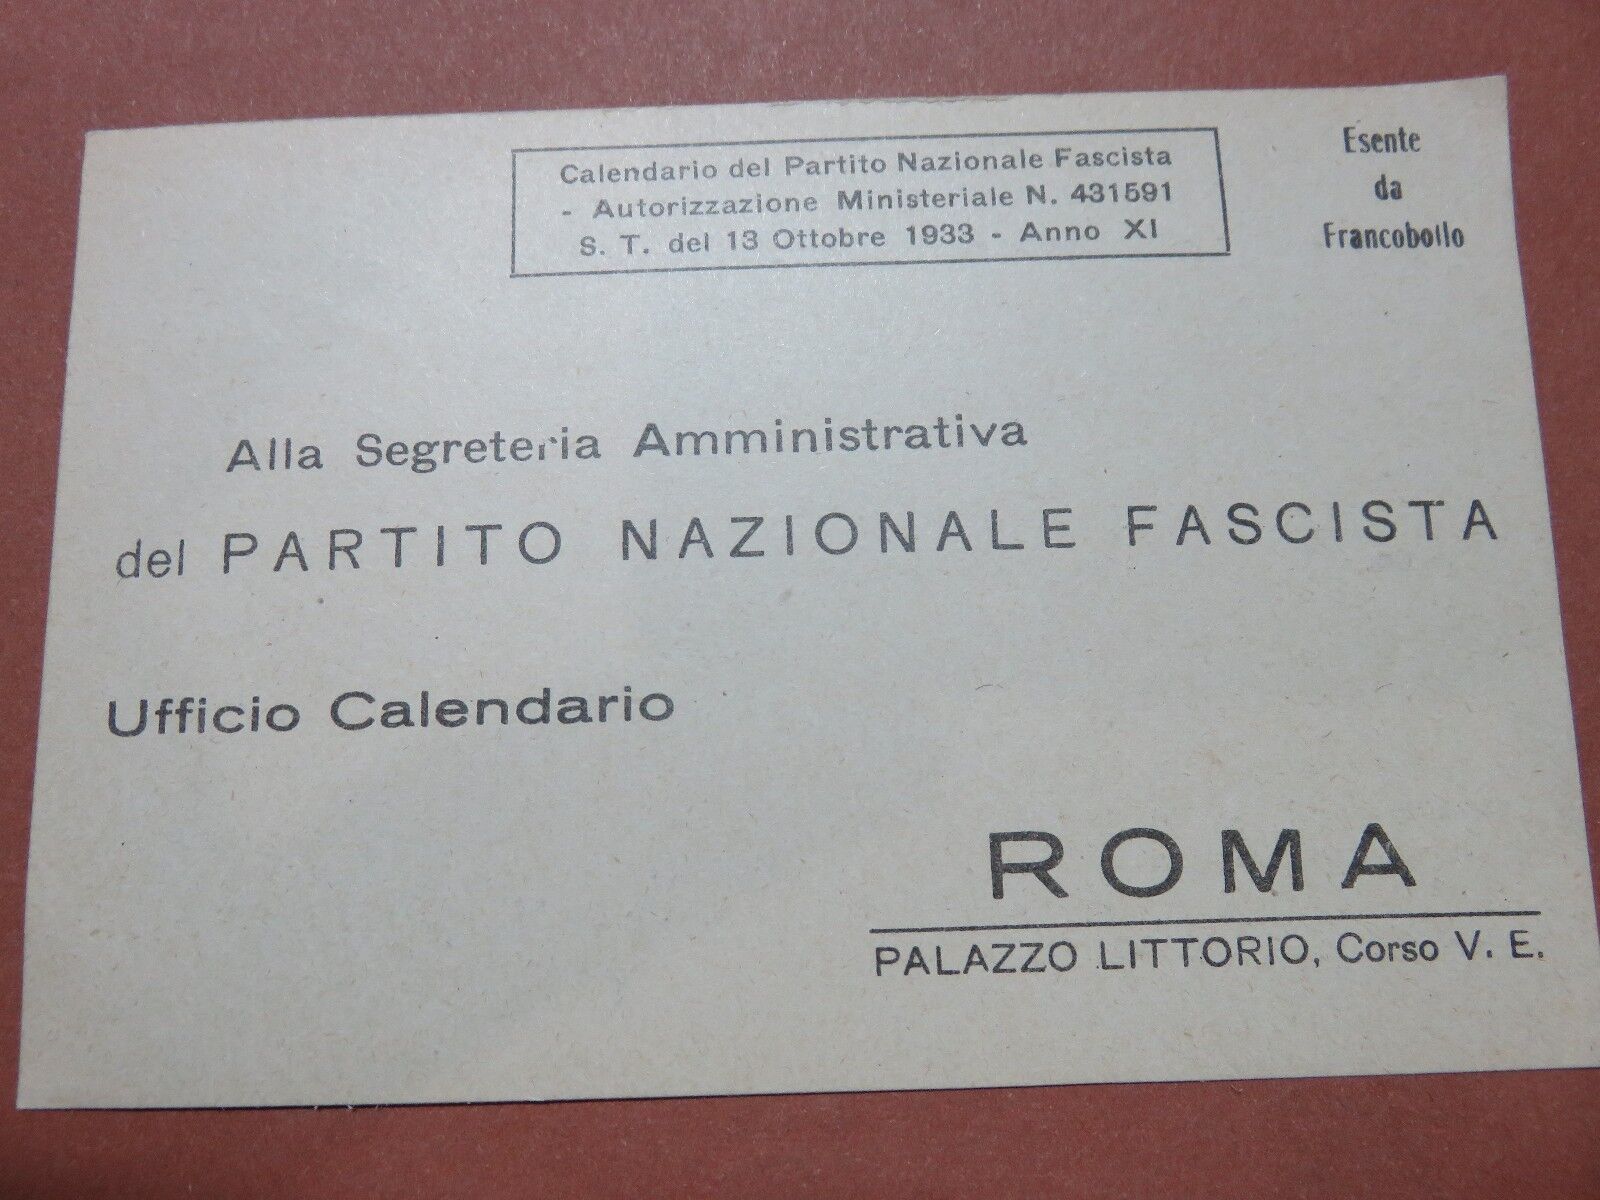 Calendario del Partito Nazionale Fascista
- Autorizzazione Ministeriale N. 431591
S. T. del 13 Ottobre 1933 - Anno XI
Esente
da
Francobollo
Alla Segreteria Amministrativa
del PARTITO NAZIONALE FASCISTA
Ufficio Calendario
ROMA
PALAZZO LITTORIO, Corso V. E.